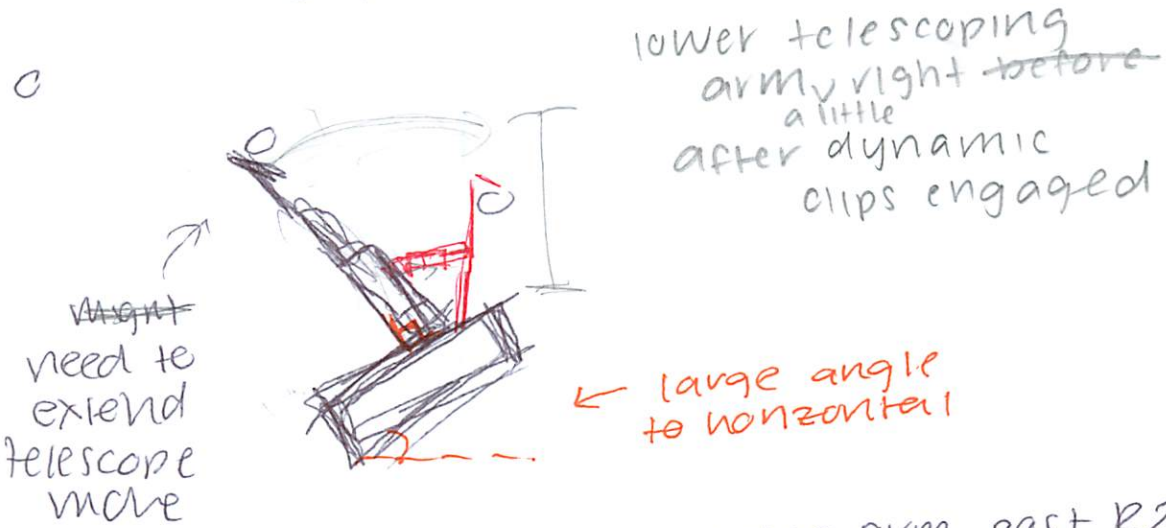 lower telescoping
arm a little right before
after dynamic
clips engaged
might
need to
extend
telescope
more
← large angle
to horizontal
past